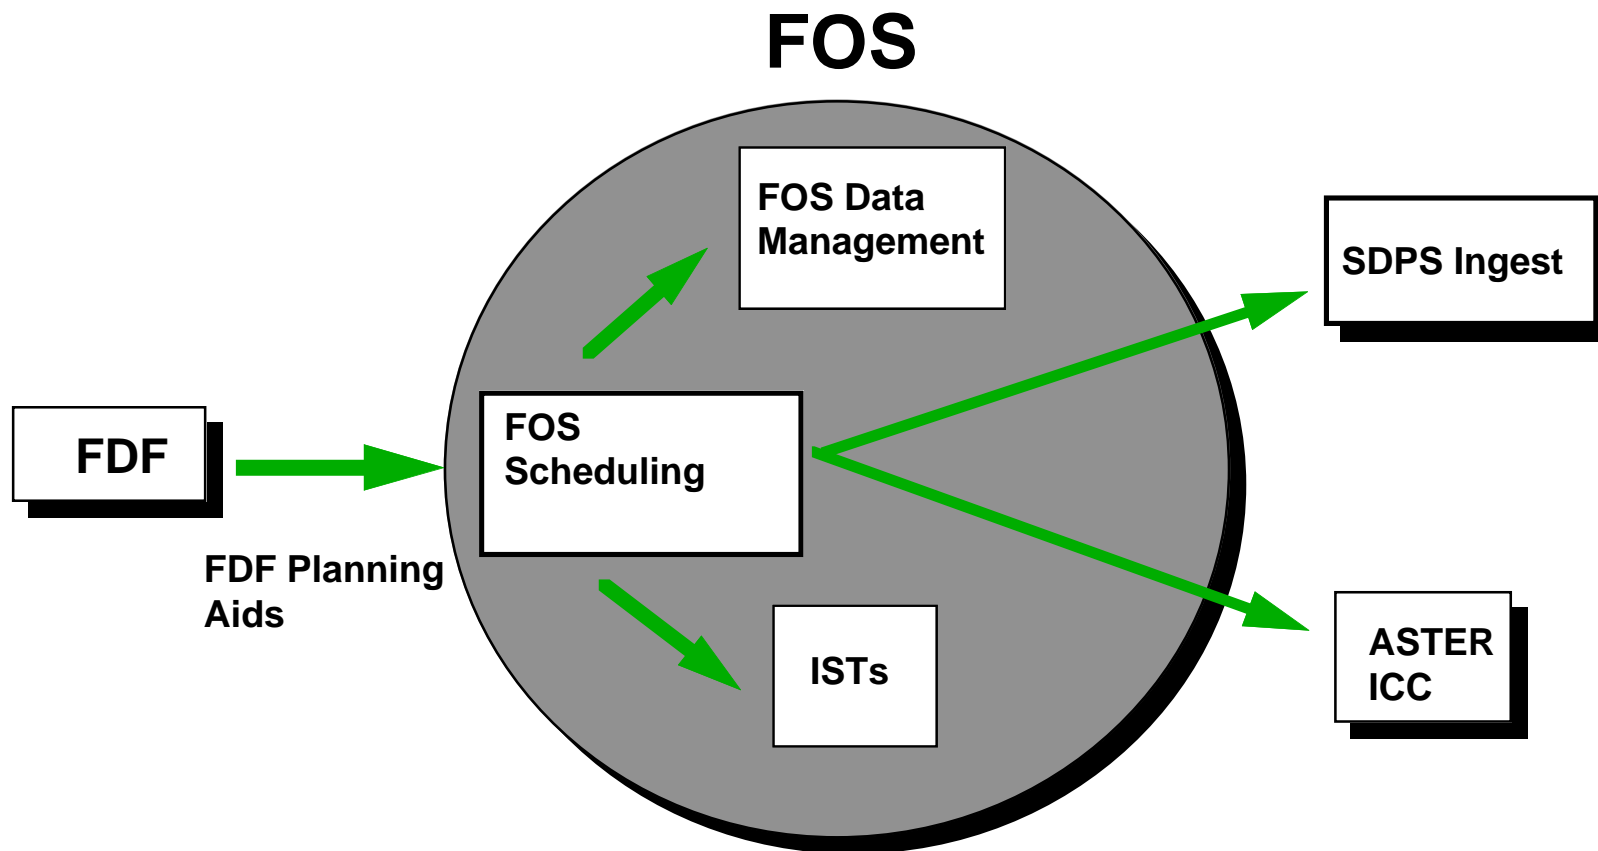 FOS
FOS Data
Management
SDPS Ingest
FOS
Scheduling
FDF
FDF Planning
Aids
ISTs
ASTER
ICC